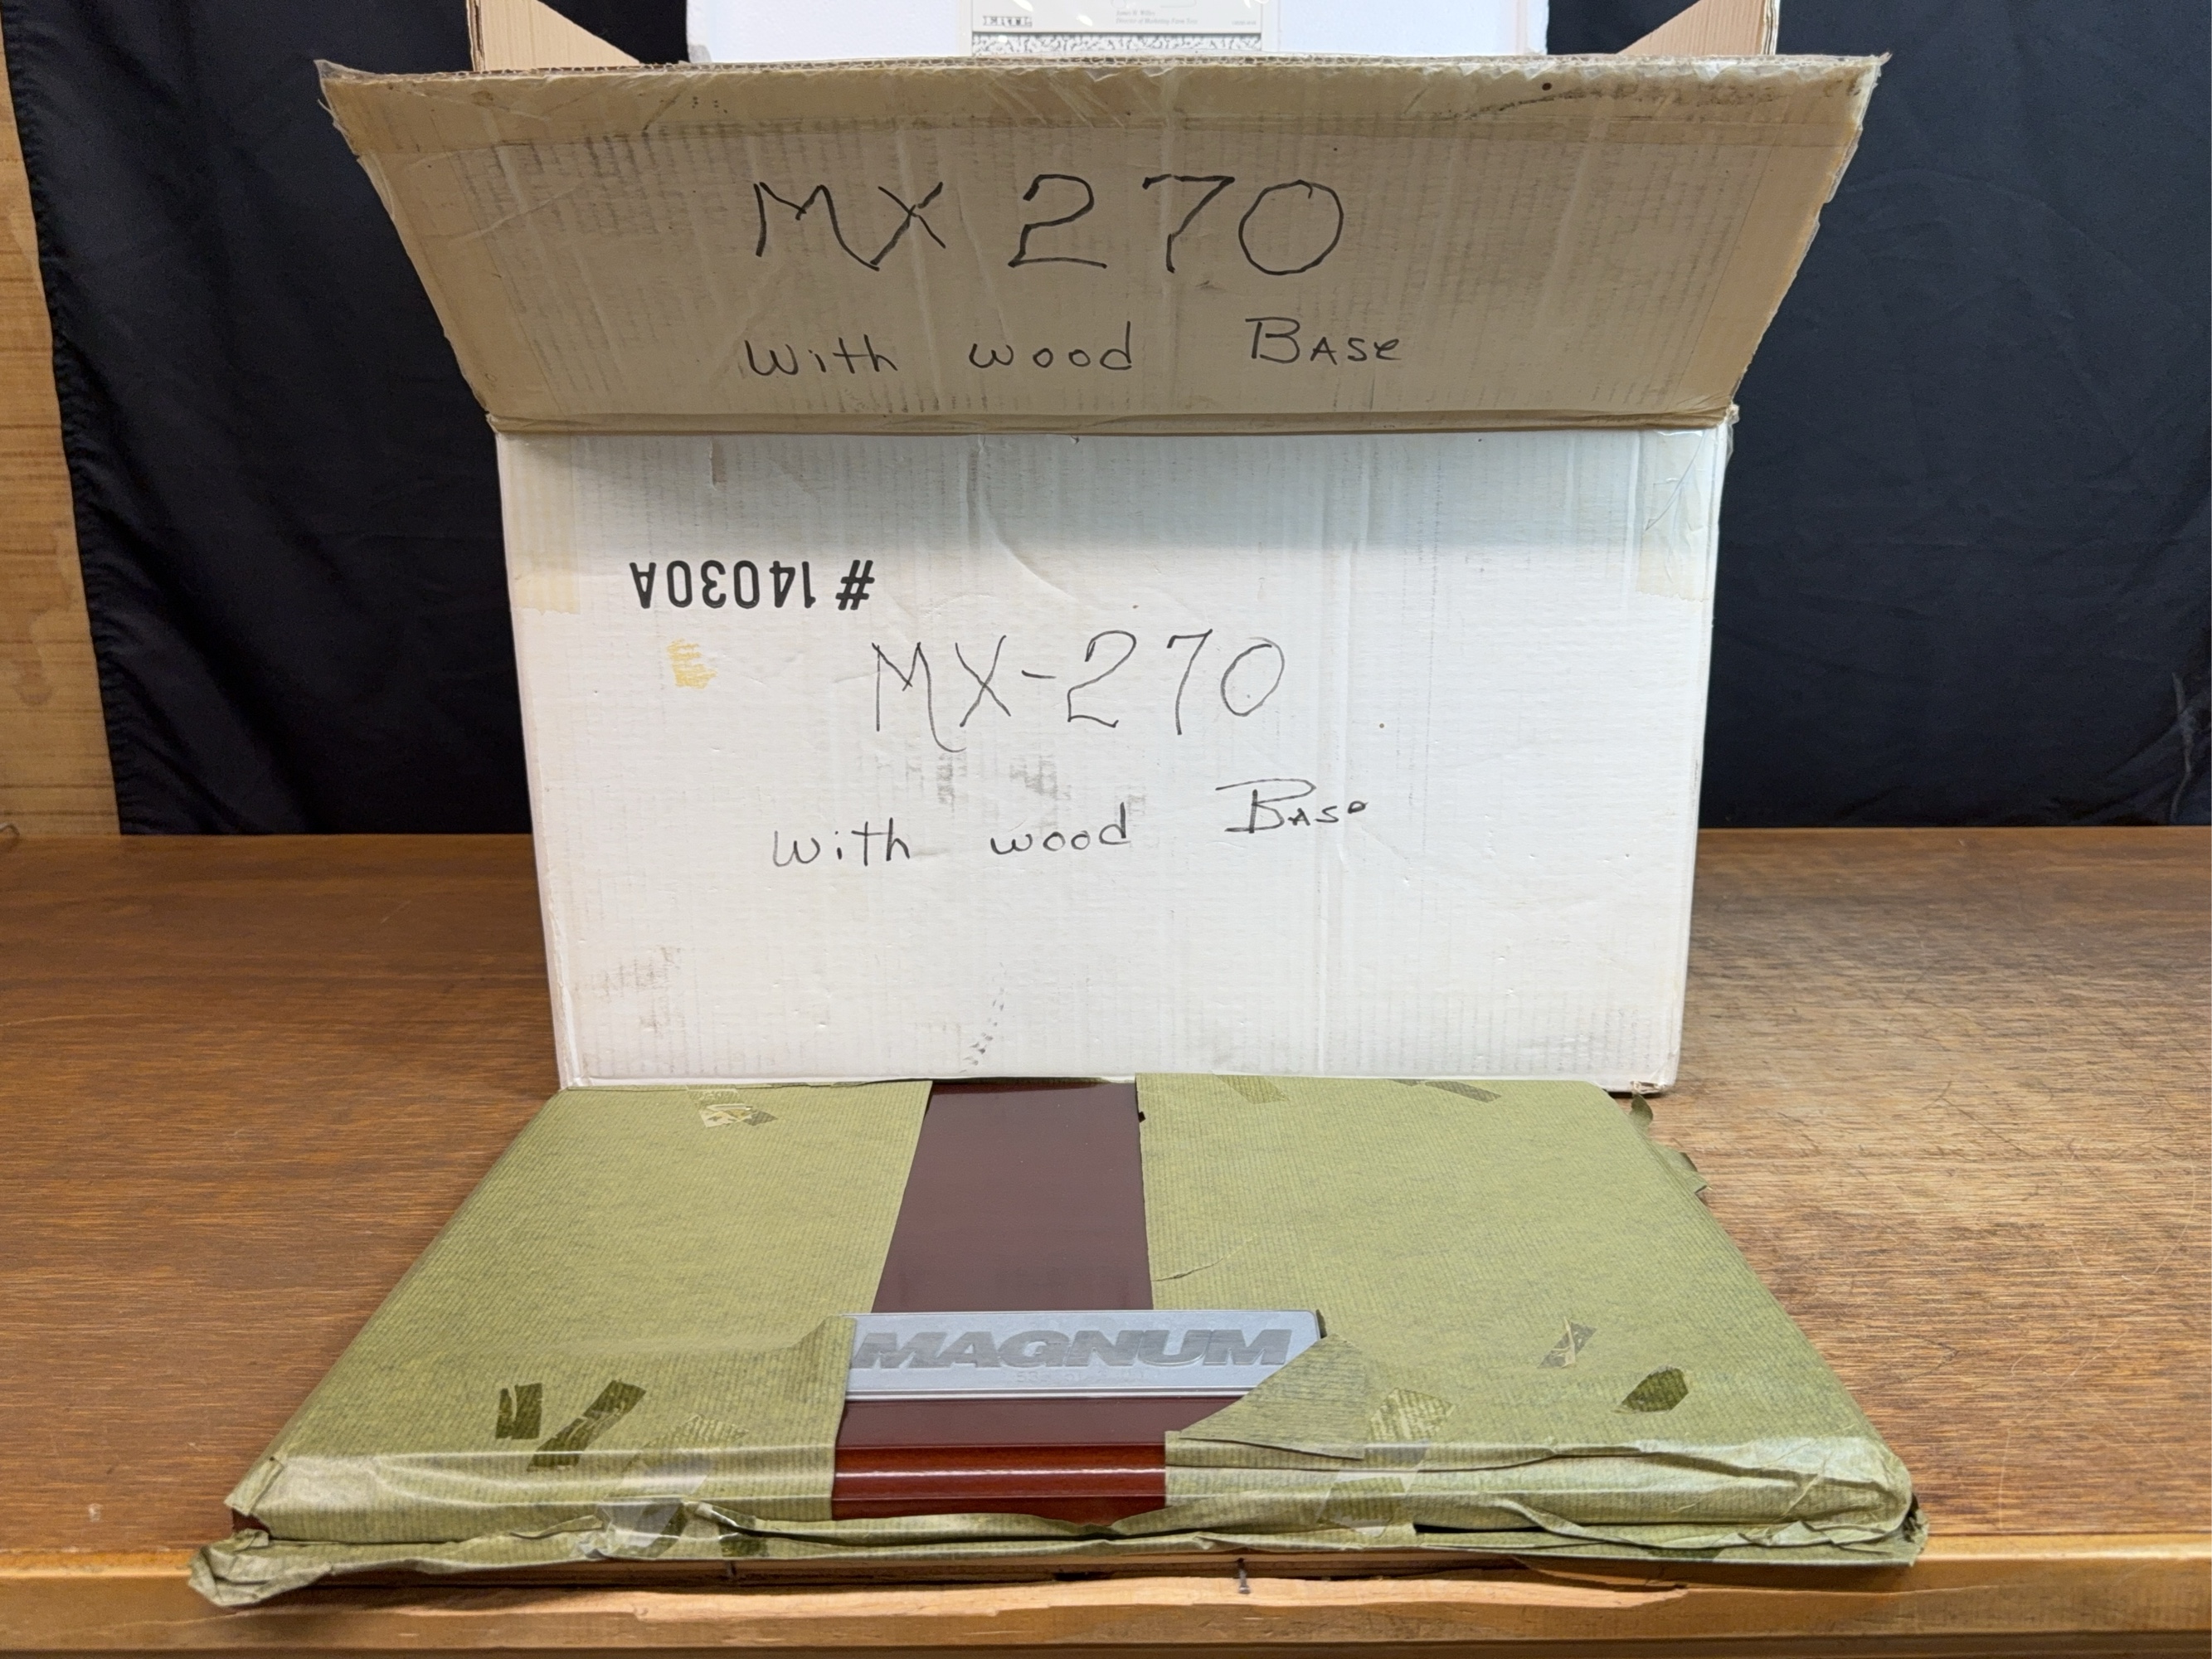 MX 270
with wood BASe
# 14030A
MX-270
with wood BASe
MAGNUM